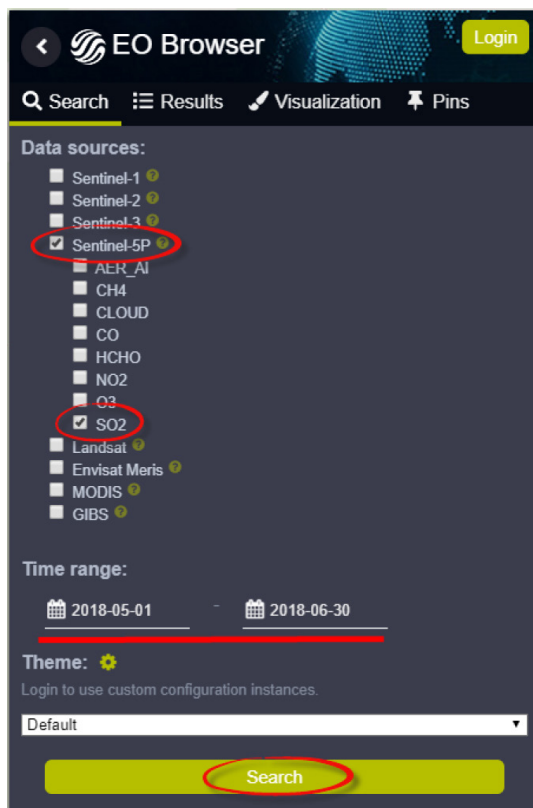 EO Browser
Login
Search Results Visualization Pins
Data sources:
Sentinel-1 ?
Sentinel-2 ?
Sentinel-3 ?
Sentinel-5P ?
AER_AI
CH4
CLOUD
CO
HCHO
NO2
O3
SO2
Landsat ?
Envisat Meris ?
MODIS ?
GIBS ?
Time range:
2018-05-01 - 2018-06-30
Theme:
Login to use custom configuration instances.
Default
Search